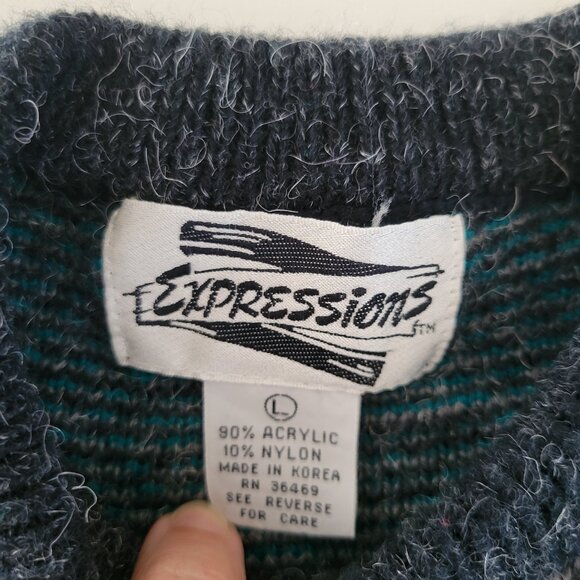 EXPRESSIONS TM
L
90% ACRYLIC
10% NYLON
MADE IN KOREA
RN 36469
SEE REVERSE
FOR CARE